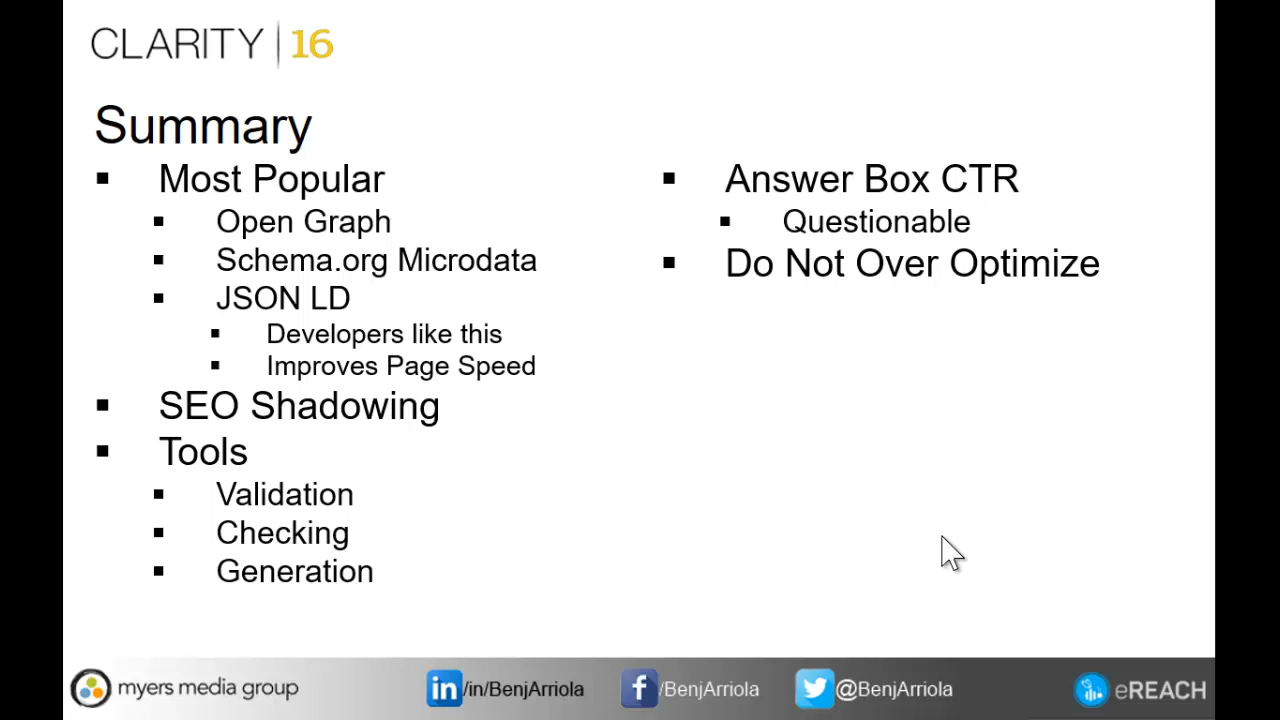 CLARITY | 16
Summary
Most Popular
Open Graph
Schema.org Microdata
JSON LD
Developers like this
Improves Page Speed
SEO Shadowing
Tools
Validation
Checking
Generation
Answer Box CTR
Questionable
Do Not Over Optimize
myers media group
in /in/BenjArriola
f /BenjArriola
@BenjArriola
eREACH